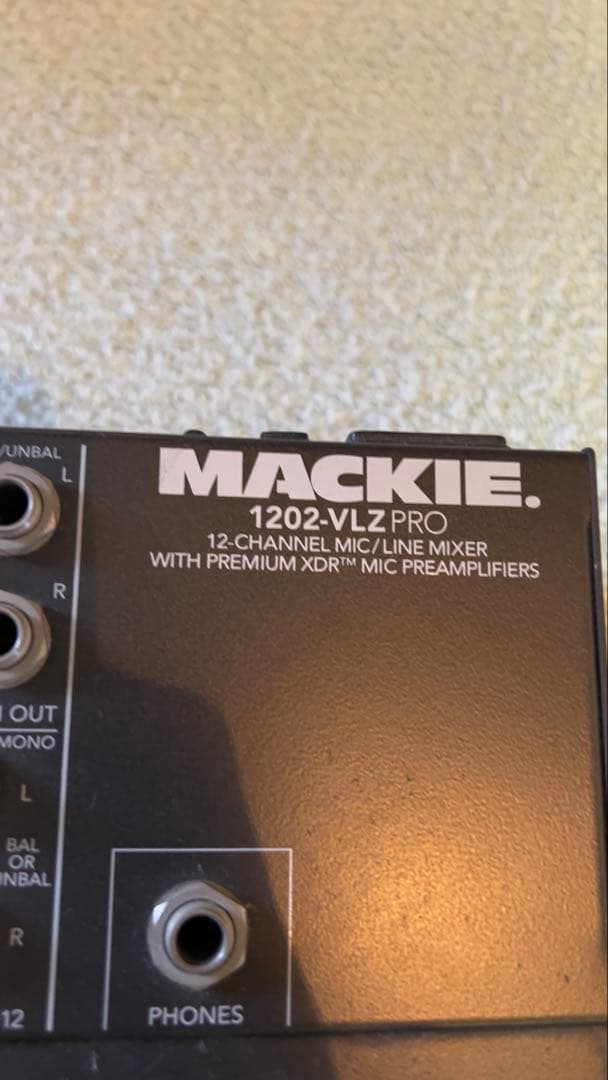 /UNBAL
L
MACKIE.
1202-VLZ PRO
12-CHANNEL MIC/LINE MIXER
WITH PREMIUM XDR™ MIC PREAMPLIFIERS
R
OUT
MONO
L
BAL
OR
UNBAL
R
12
PHONES